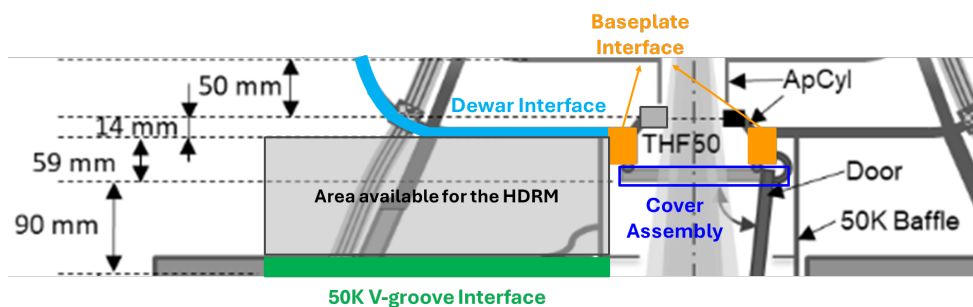 Baseplate
Interface
50 mm
ApCyl
Dewar Interface
14 mm
THF60
59 mm
Area available for the HDRM
Door
Cover
Assembly
90 mm
50K Baffle
50K V-groove Interface